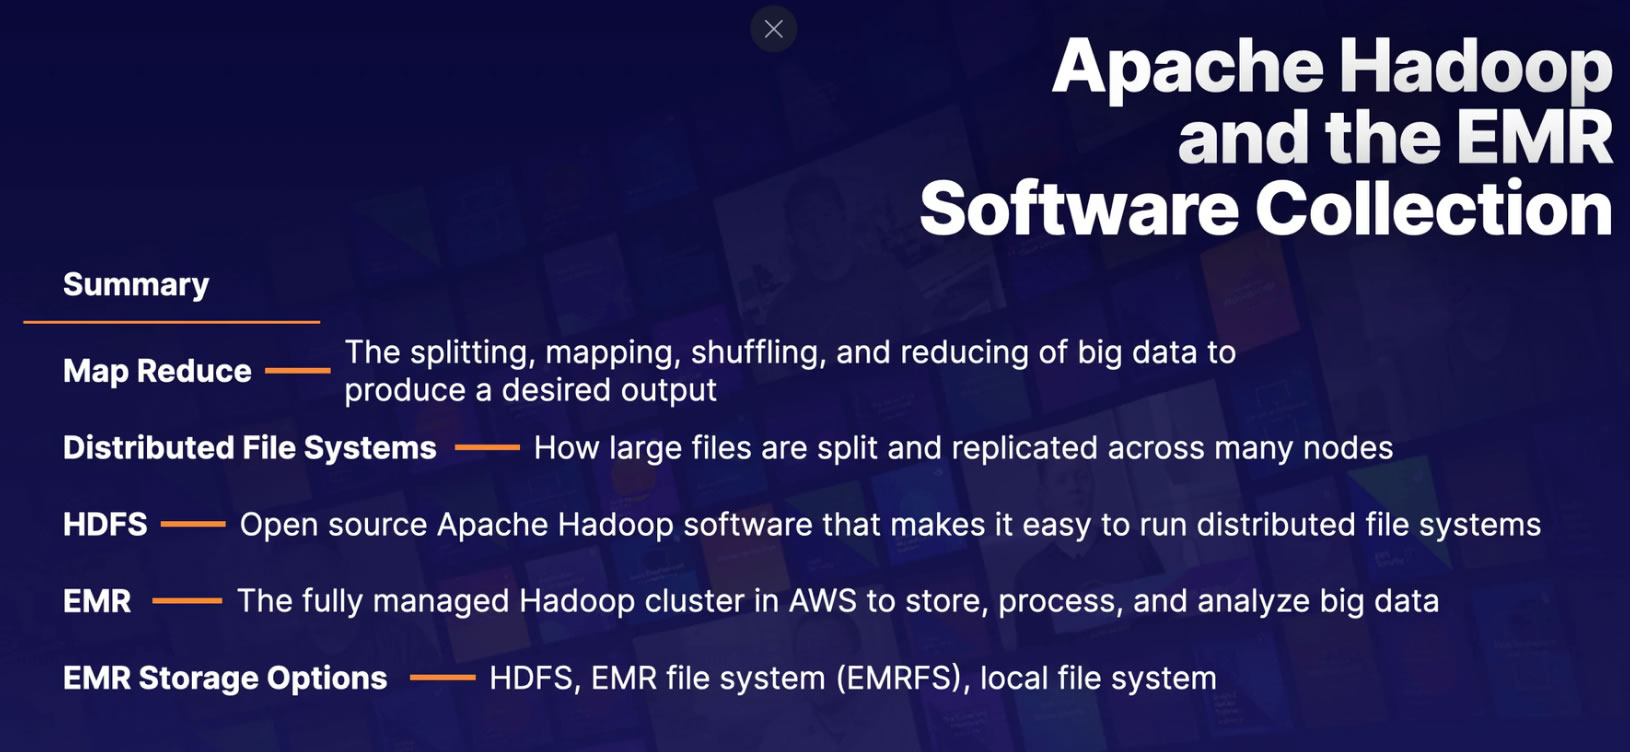 Apache Hadoop
and the EMR
Software Collection
Summary
Map Reduce — The splitting, mapping, shuffling, and reducing of big data to
produce a desired output
Distributed File Systems — How large files are split and replicated across many nodes
HDFS — Open source Apache Hadoop software that makes it easy to run distributed file systems
EMR — The fully managed Hadoop cluster in AWS to store, process, and analyze big data
EMR Storage Options — HDFS, EMR file system (EMRFS), local file system